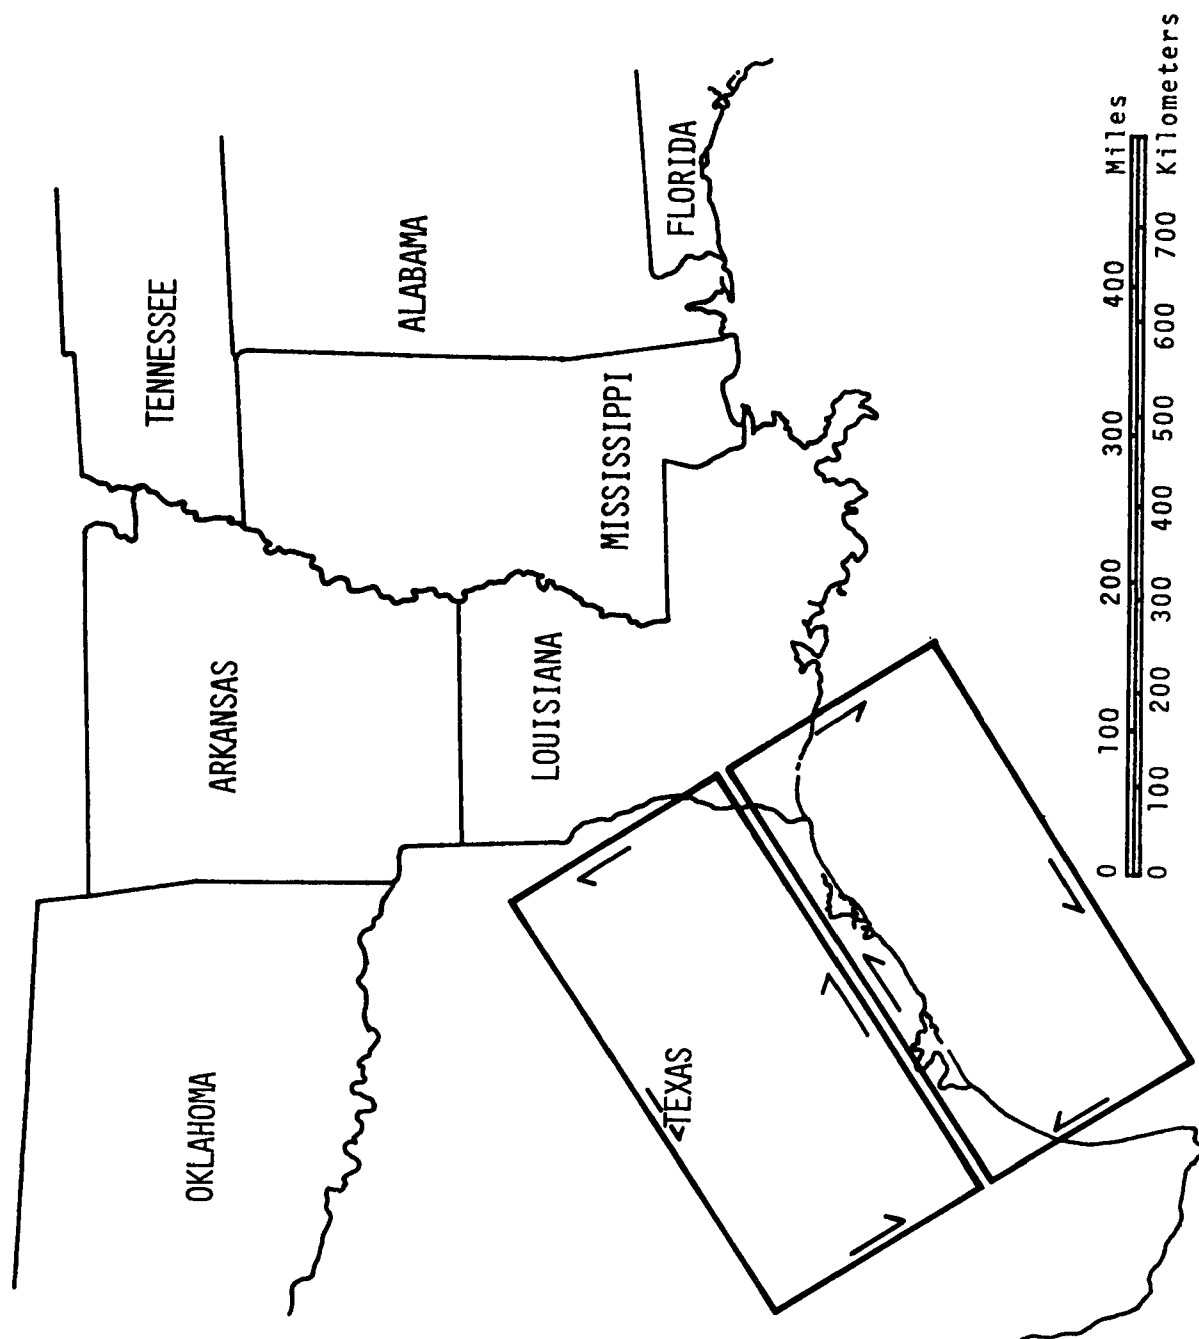 TENNESSEE
OKLAHOMA
ARKANSAS
ALABAMA
MISSISSIPPI
LOUISIANA
FLORIDA
TEXAS
0 100 200 300 400 Miles
0 100 200 300 400 500 600 700 Kilometers